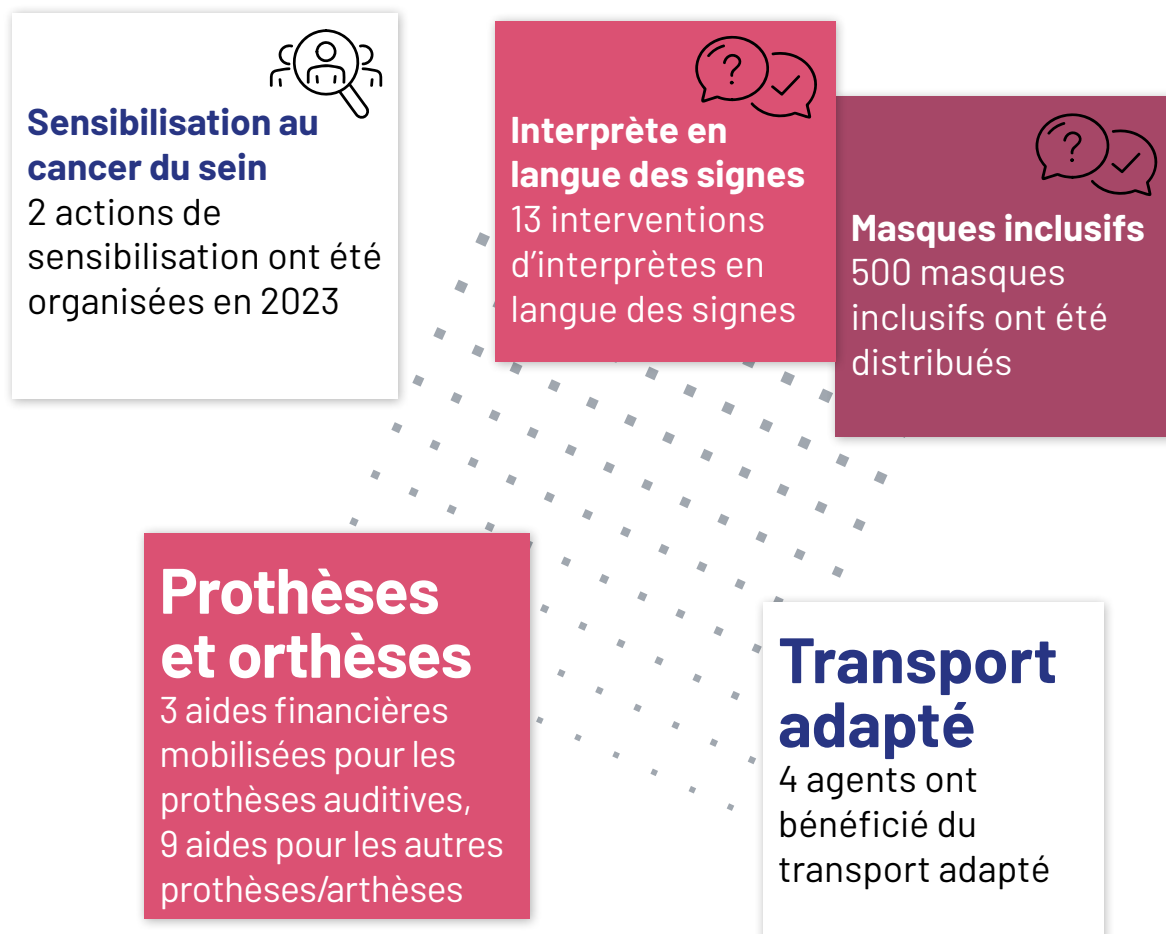 Sensibilisation au
cancer du sein
2 actions de
sensibilisation ont été
organisées en 2023
Interprète en
langue des signes
13 interventions
d'interprètes en
langue des signes
Masques inclusifs
500 masques
inclusifs ont été
distribués
Prothèses
et orthèses
3 aides financières
mobilisées pour les
prothèses auditives,
9 aides pour les autres
prothèses/arthèses
Transport
adapté
4 agents ont
bénéficié du
transport adapté